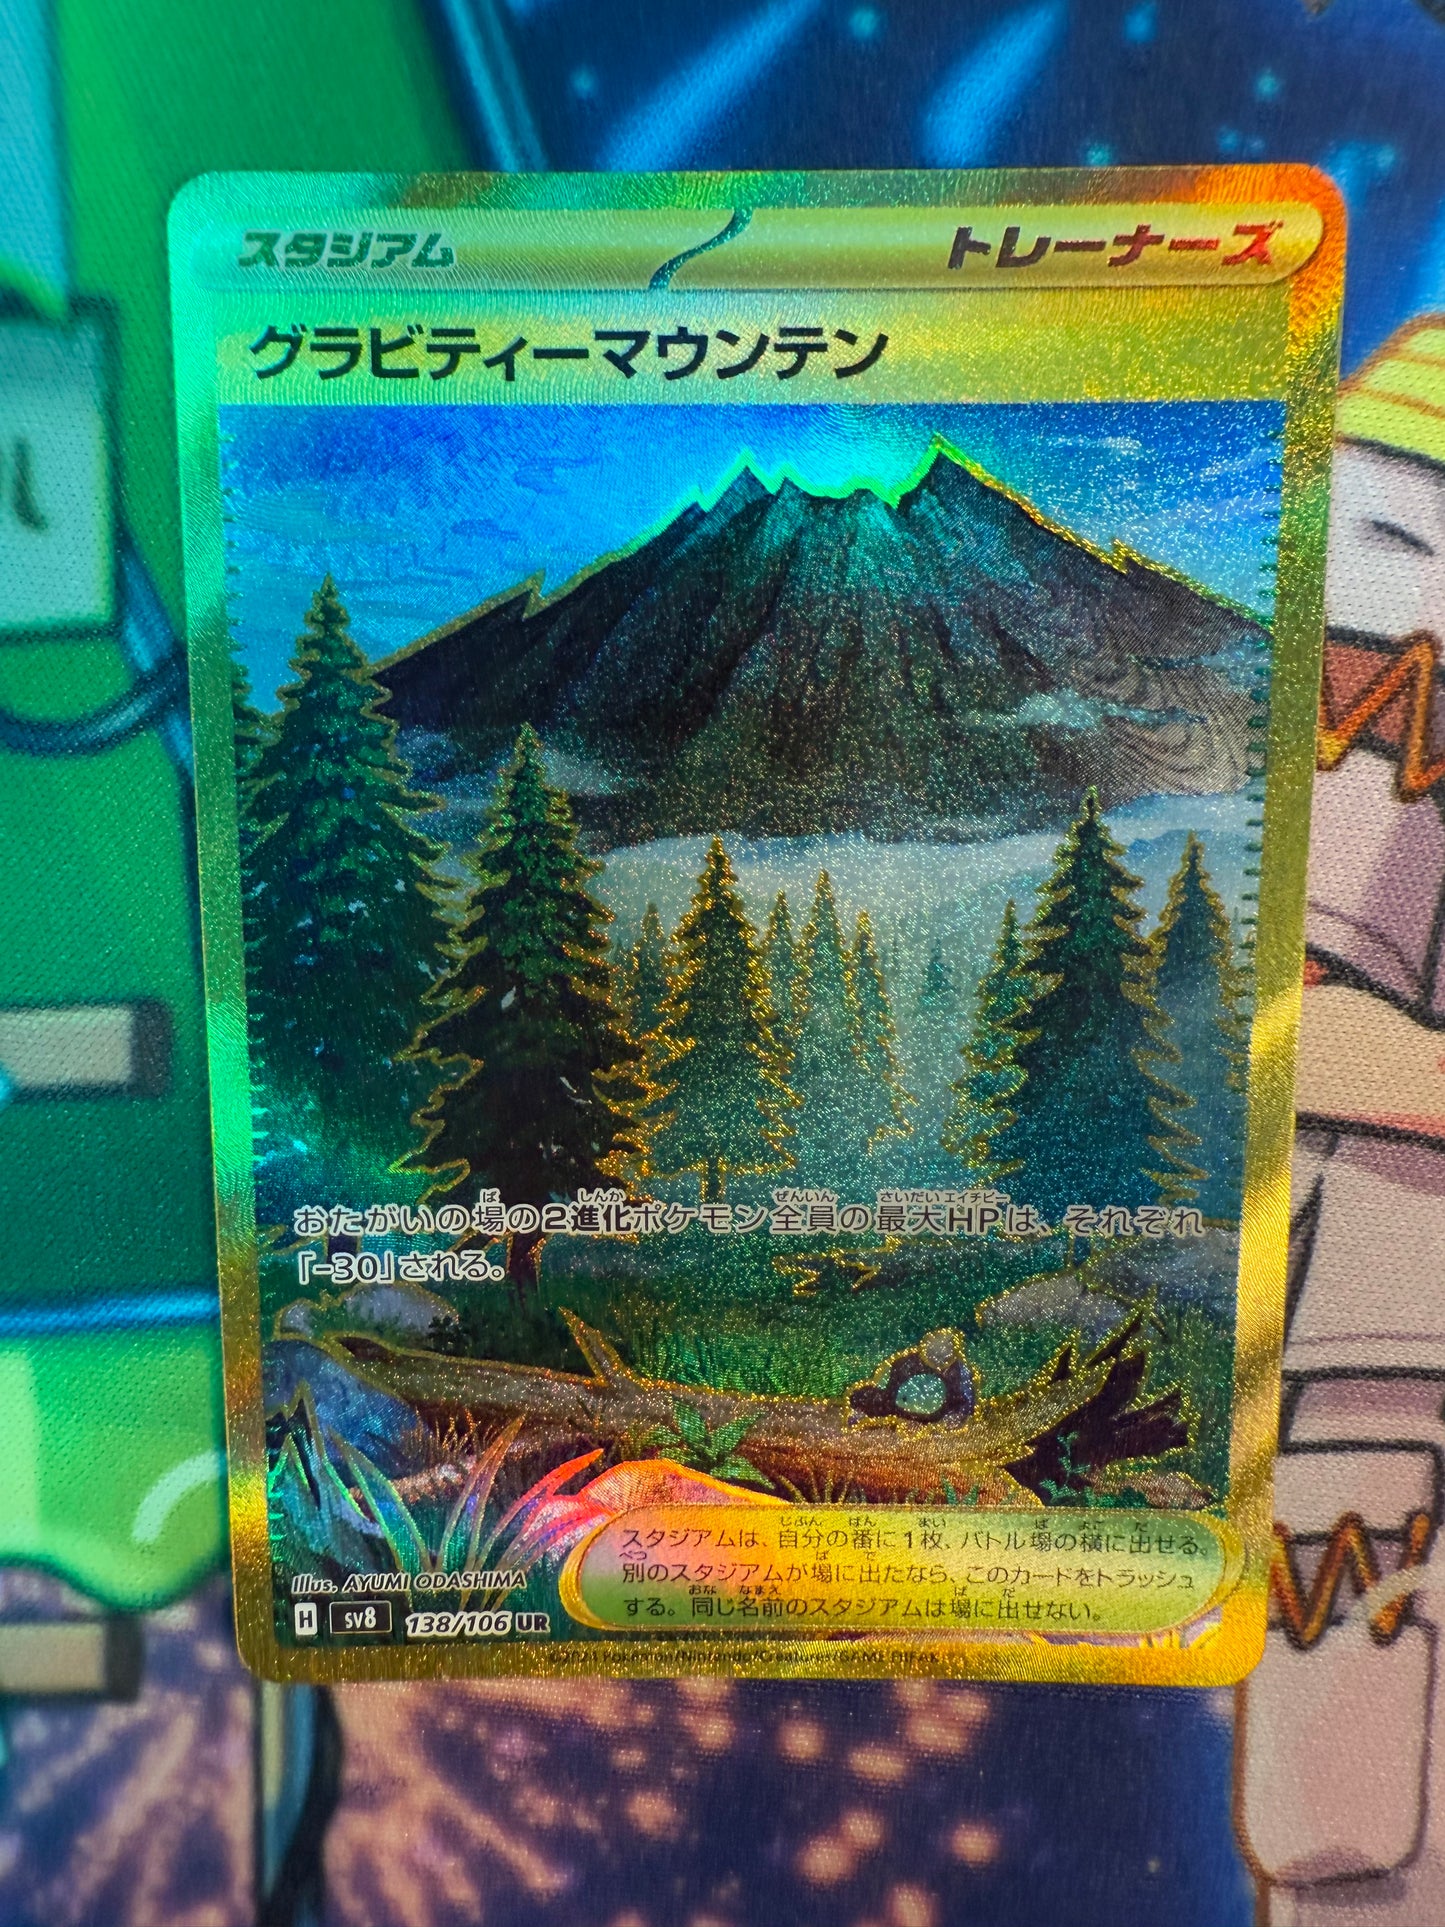 スタジアム トレーナーズ
グラビティーマウンテン
おたがいの場の2進化ポケモン全員の最大HPは、それぞれ
「-30」される。
スタジアムは、自分の番に1枚、バトル場の横に出せる。
別のスタジアムが場に出たなら、このカードをトラッシュ
する。同じ名前のスタジアムは場に出せない。
Illus. AYUMI ODASHIMA
H sv8 138/106 UR
©2024 Pokémon/Nintendo/Creatures/GAME FREAK